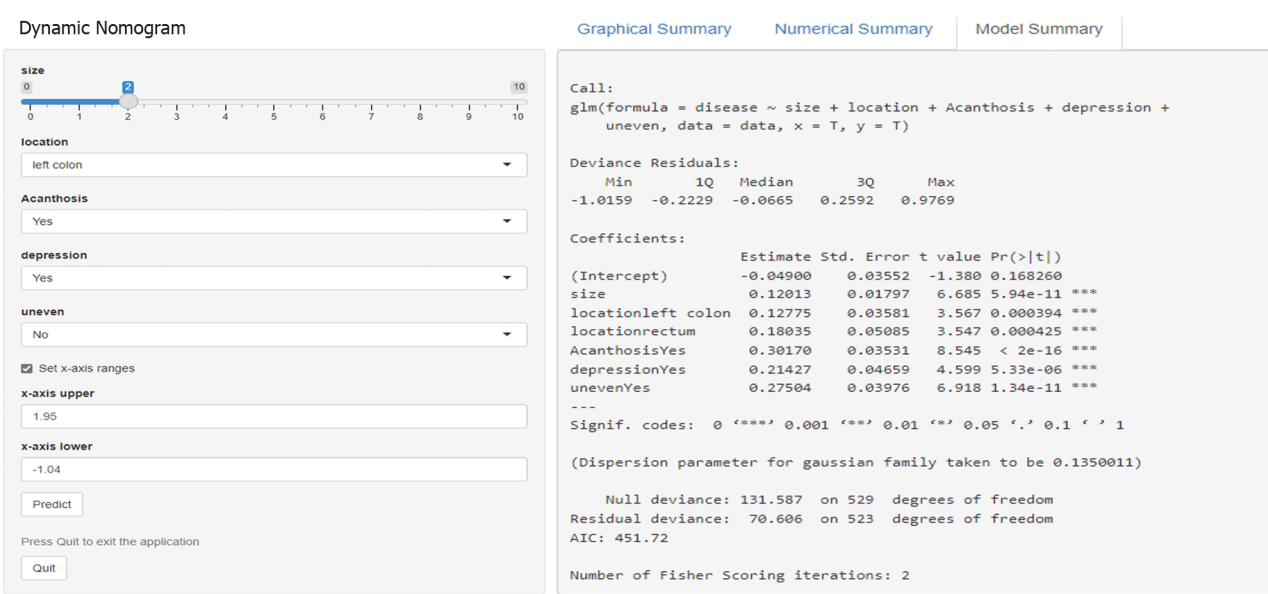 Dynamic Nomogram
size
0 2 10
0 1 2 3 4 5 6 7 8 9 10
location
left colon
Acanthosis
Yes
depression
Yes
uneven
No
Set x-axis ranges
x-axis upper
1.95
x-axis lower
-1.04
Predict
Press Quit to exit the application
Quit
Graphical Summary Numerical Summary Model Summary
Call:
glm(formula = disease ~ size + location + Acanthosis + depression +
    uneven, data = data, x = T, y = T)
Deviance Residuals:
    Min       1Q   Median       3Q      Max
-1.0159  -0.2229  -0.0665   0.2592   0.9769
Coefficients:
                   Estimate Std. Error t value Pr(>|t|)
(Intercept)        -0.04900    0.03552  -1.380 0.168260
size                0.12013    0.01797   6.685 5.94e-11 ***
locationleft colon  0.12775    0.03581   3.567 0.000394 ***
locationrectum      0.18035    0.05085   3.547 0.000425 ***
AcanthosisYes       0.30170    0.03531   8.545  < 2e-16 ***
depressionYes       0.21427    0.04659   4.599 5.33e-06 ***
unevenYes           0.27504    0.03976   6.918 1.34e-11 ***
---
Signif. codes:  0 ‘***’ 0.001 ‘**’ 0.01 ‘*’ 0.05 ‘.’ 0.1 ‘ ’ 1
(Dispersion parameter for gaussian family taken to be 0.1350011)
    Null deviance: 131.587  on 529  degrees of freedom
Residual deviance:  70.606  on 523  degrees of freedom
AIC: 451.72
Number of Fisher Scoring iterations: 2